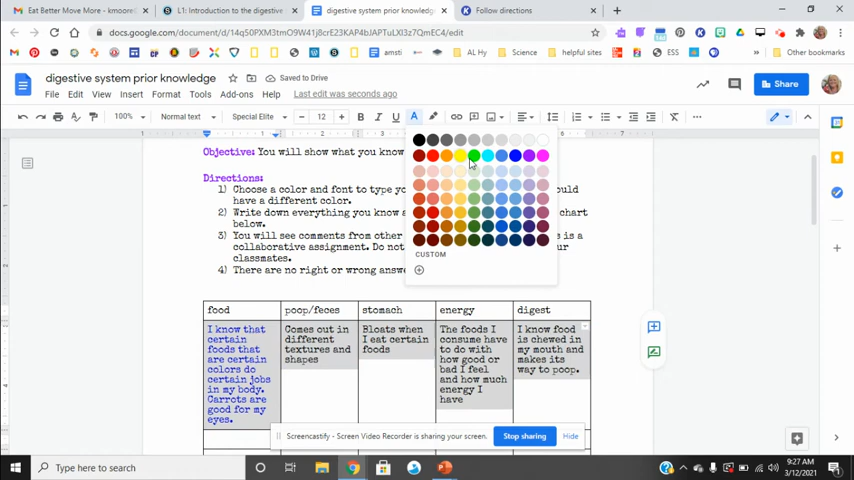 Eat Better Move More - kmoore8
L1: Introduction to the digestive
digestive system prior knowledge
Follow directions
docs.google.com/document/d/14q50PXM3tmO9W41j8crE23KAP4bJPTuLXI3z7QmCE4/edit
amsti
AL Hy
Science
helpful sites
ESS
Other bookmarks
digestive system prior knowledge
Saved to Drive
File Edit View Insert Format Tools Add-ons Help
Last edit was seconds ago
Share
100%
Normal text
Special Elite
12
B I U A
Objective: You will show what you know
Directions:
1) Choose a color and font to type yo
ould
have a different color.
2) Write down everything you know a
chart
below.
3) You will see comments from other
s is a
collaborative assignment. Do not
ur
classmates.
4) There are no right or wrong answe
CUSTOM
food poop/feces stomach energy digest
I know that
certain
foods that
are certain
colors do
certain jobs
in my body.
Carrots are
good for my
eyes.
Comes out in
different
textures and
shapes
Bloats when
I eat certain
foods
The foods I
consume have
to do with
how good or
bad I feel
and how much
energy I
have
I know food
is chewed in
my mouth and
makes its
way to poop.
Screencastify - Screen Video Recorder is sharing your screen.
Stop sharing
Hide
Type here to search
9:27 AM
3/12/2021